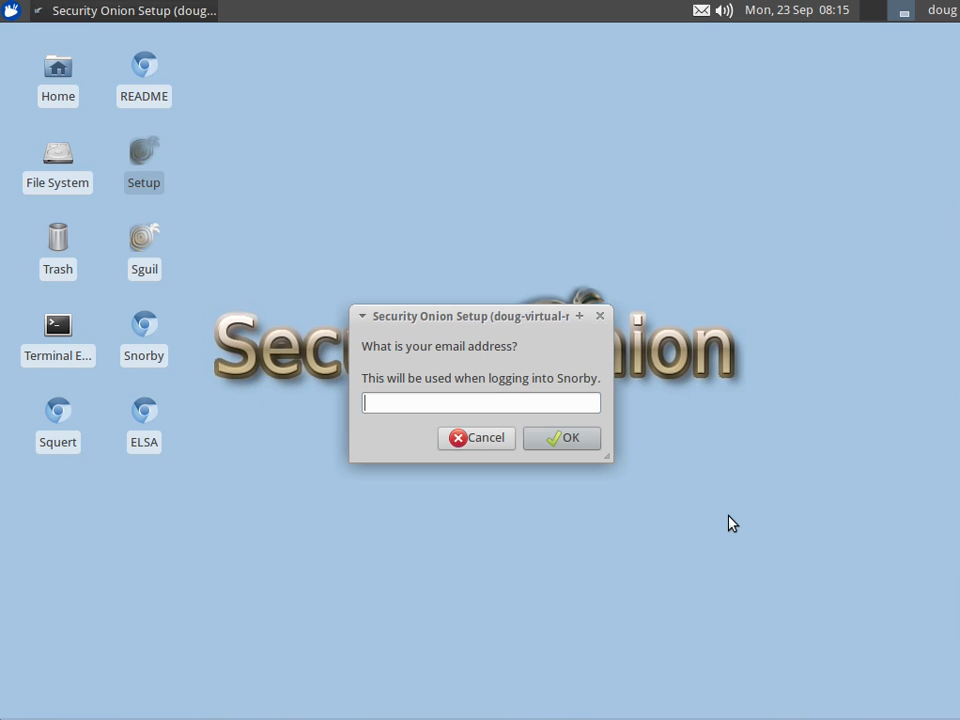 Security Onion Setup (doug...
Mon, 23 Sep 08:15
doug
Home
README
File System
Setup
Trash
Sguil
Terminal E...
Snorby
Squert
ELSA
Security Onion Setup (doug-virtual-
What is your email address?
This will be used when logging into Snorby.
Cancel
OK
Sec
nion